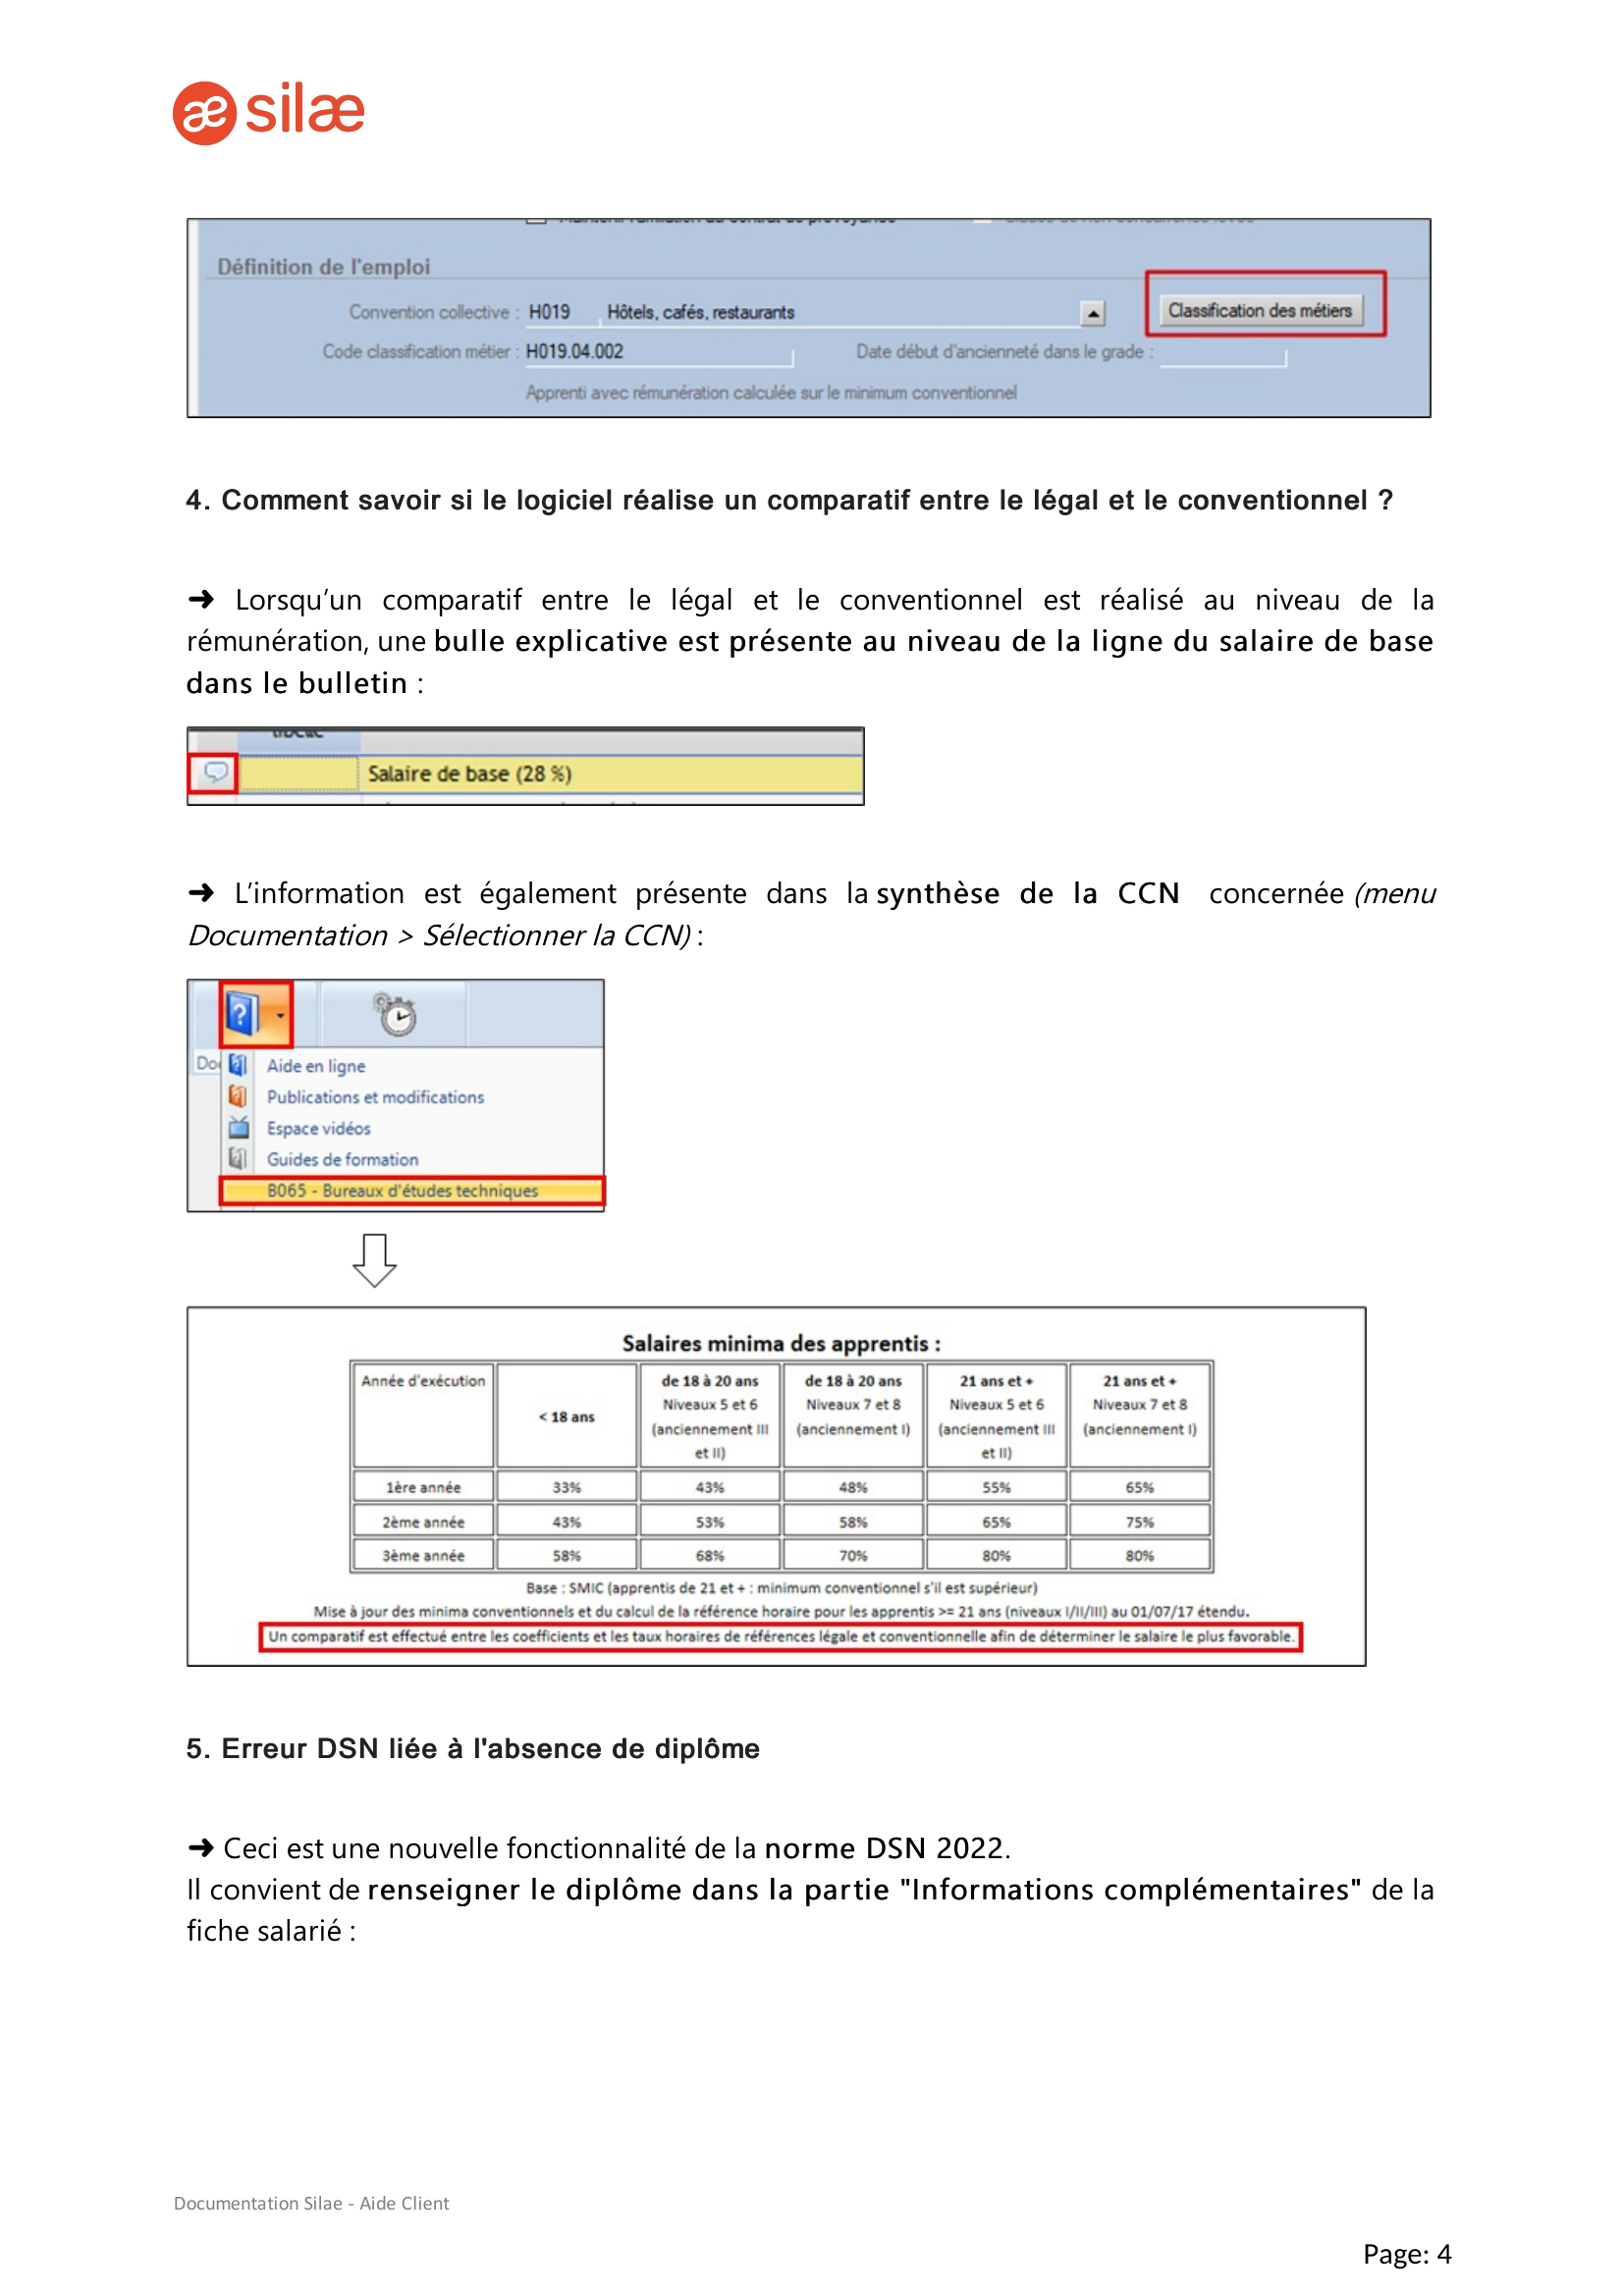 æ silæ
Définition de l'emploi
Convention collective : H019 Hôtels, cafés, restaurants
Classification des métiers
Code classification métier : H019.04.002 Date début d'ancienneté dans le grade :
Apprenti avec rémunération calculée sur le minimum conventionnel
4. Comment savoir si le logiciel réalise un comparatif entre le légal et le conventionnel ?
➜ Lorsqu’un comparatif entre le légal et le conventionnel est réalisé au niveau de la
rémunération, une bulle explicative est présente au niveau de la ligne du salaire de base
dans le bulletin :
Salaire de base (28 %)
➜ L’information est également présente dans la synthèse de la CCN concernée (menu
Documentation > Sélectionner la CCN) :
Aide en ligne
Publications et modifications
Espace vidéos
Guides de formation
B065 - Bureaux d'études techniques
Salaires minima des apprentis :
Année d'exécution | < 18 ans | de 18 à 20 ans Niveaux 5 et 6 (anciennement III et II) | de 18 à 20 ans Niveaux 7 et 8 (anciennement I) | 21 ans et + Niveaux 5 et 6 (anciennement III et II) | 21 ans et + Niveaux 7 et 8 (anciennement I)
1ère année 33% 43% 48% 55% 65%
2ème année 43% 53% 58% 65% 75%
3ème année 58% 68% 70% 80% 80%
Base : SMIC (apprentis de 21 et + : minimum conventionnel s'il est supérieur)
Mise à jour des minima conventionnels et du calcul de la référence horaire pour les apprentis >= 21 ans (niveaux I/II/III) au 01/07/17 étendu.
Un comparatif est effectué entre les coefficients et les taux horaires de références légale et conventionnelle afin de déterminer le salaire le plus favorable.
5. Erreur DSN liée à l'absence de diplôme
➜ Ceci est une nouvelle fonctionnalité de la norme DSN 2022.
Il convient de renseigner le diplôme dans la partie "Informations complémentaires" de la
fiche salarié :
Documentation Silae - Aide Client
Page: 4